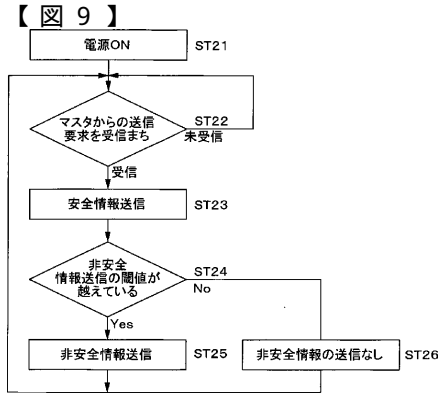 【図9】
電源ON
ST21
マスタからの送信
要求を受信まち
ST22
未受信
受信
安全情報送信
ST23
非安全
情報送信の閾値が
越えている
ST24
No
Yes
非安全情報送信
ST25
非安全情報の送信なし
ST26